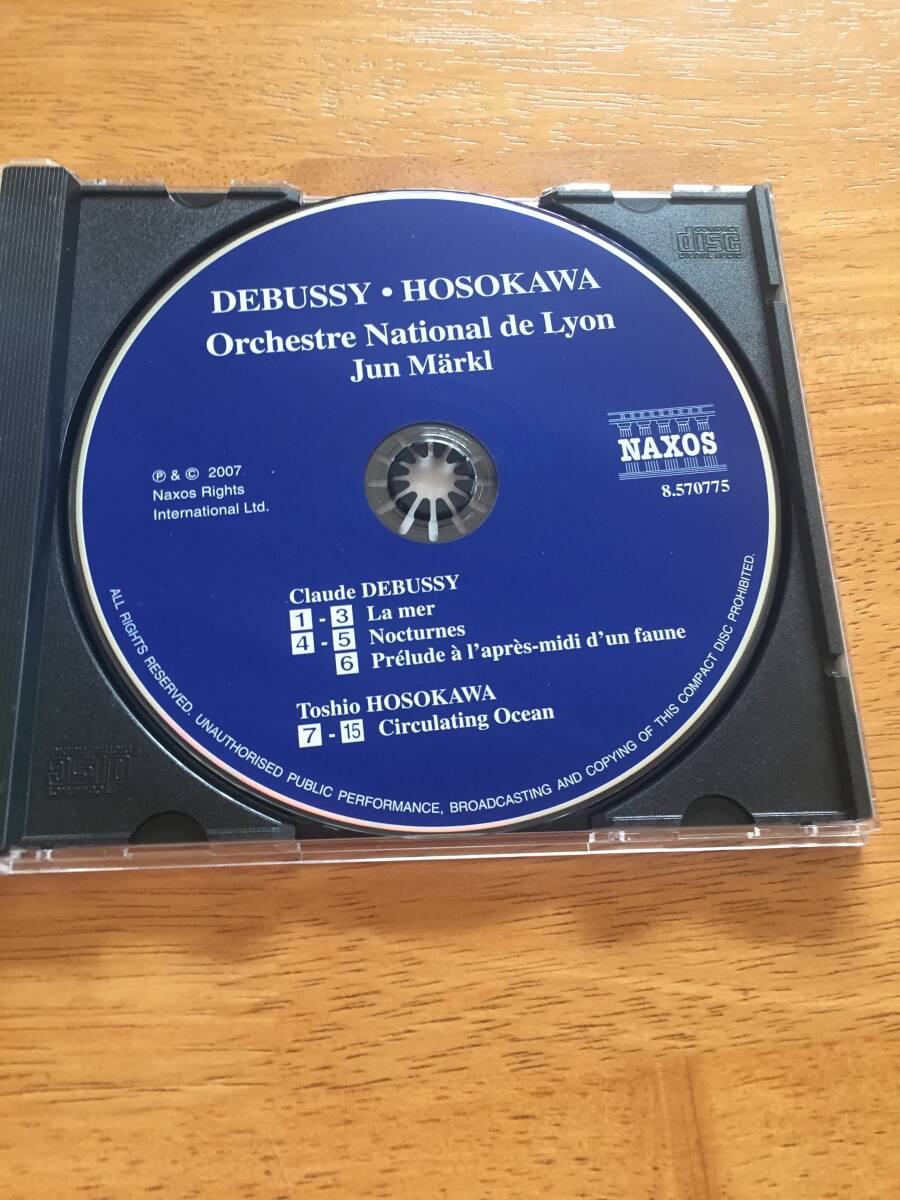 DEBUSSY • HOSOKAWA
Orchestre National de Lyon
Jun Märkl
℗ & © 2007
Naxos Rights
International Ltd.
NAXOS
8.570775
Claude DEBUSSY
1 - 3 La mer
4 - 5 Nocturnes
6 Prélude à l'après-midi d'un faune
Toshio HOSOKAWA
7 - 15 Circulating Ocean
ALL RIGHTS RESERVED. UNAUTHORISED PUBLIC PERFORMANCE, BROADCASTING AND COPYING OF THIS COMPACT DISC PROHIBITED.
COMPACT
disc